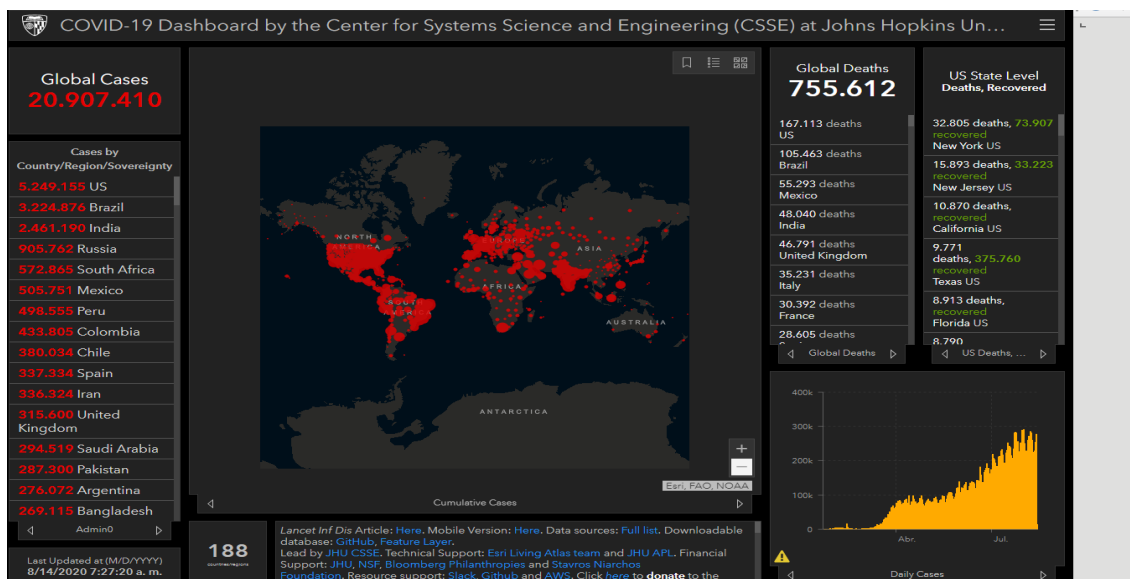 COVID-19 Dashboard by the Center for Systems Science and Engineering (CSSE) at Johns Hopkins Un...
Global Cases
20.907.410
Cases by
Country/Region/Sovereignty
5.249.155 US
3.224.876 Brazil
2.461.190 India
905.762 Russia
572.865 South Africa
505.751 Mexico
498.555 Peru
433.805 Colombia
380.034 Chile
337.334 Spain
336.324 Iran
315.600 United
Kingdom
294.519 Saudi Arabia
287.300 Pakistan
276.072 Argentina
269.115 Bangladesh
Admin0
Last Updated at (M/D/YYYY)
8/14/2020 7:27:20 a. m.
NORTH
AMERICA
EUROPE
ASIA
AFRICA
SOUTH
AMERICA
AUSTRALIA
ANTARCTICA
+
−
Esri, FAO, NOAA
Cumulative Cases
188
countries/regions
Lancet Inf Dis Article: Here. Mobile Version: Here. Data sources: Full list. Downloadable
database: GitHub, Feature Layer.
Lead by JHU CSSE. Technical Support: Esri Living Atlas team and JHU APL. Financial
Support: JHU, NSF, Bloomberg Philanthropies and Stavros Niarchos
Foundation. Resource support: Slack, Github and AWS. Click here to donate to the
Global Deaths
755.612
167.113 deaths
US
105.463 deaths
Brazil
55.293 deaths
Mexico
48.040 deaths
India
46.791 deaths
United Kingdom
35.231 deaths
Italy
30.392 deaths
France
28.605 deaths
Global Deaths
US State Level
Deaths, Recovered
32.805 deaths, 73.907
recovered
New York US
15.893 deaths, 33.223
recovered
New Jersey US
10.870 deaths,
recovered
California US
9.771
deaths, 375.760
recovered
Texas US
8.913 deaths,
recovered
Florida US
8.790
US Deaths, ...
400k
300k
200k
100k
0
Abr.
Jul.
Daily Cases